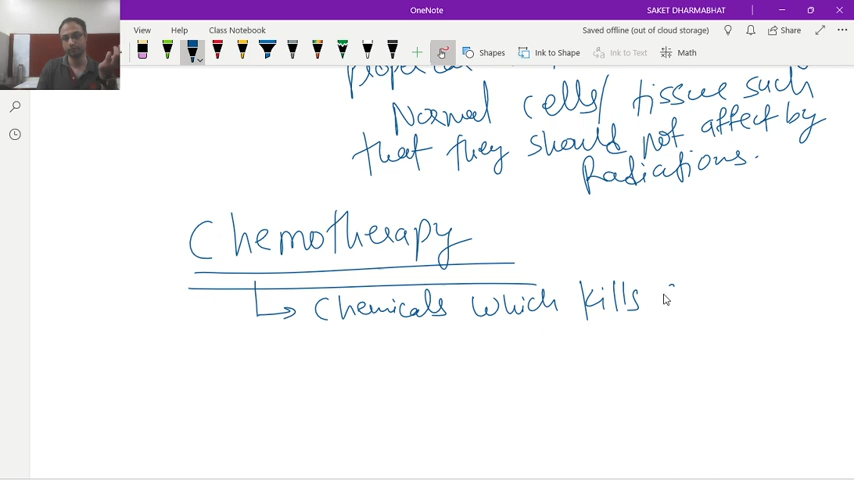 OneNote
SAKET DHARMABHAT
View Help Class Notebook
Saved offline (out of cloud storage)
Share
Shapes
Ink to Shape
Ink to Text
Math
Normal cells/ tissue such
that they should not affect by
Radiations.
Chemotherapy
Chemicals which kills